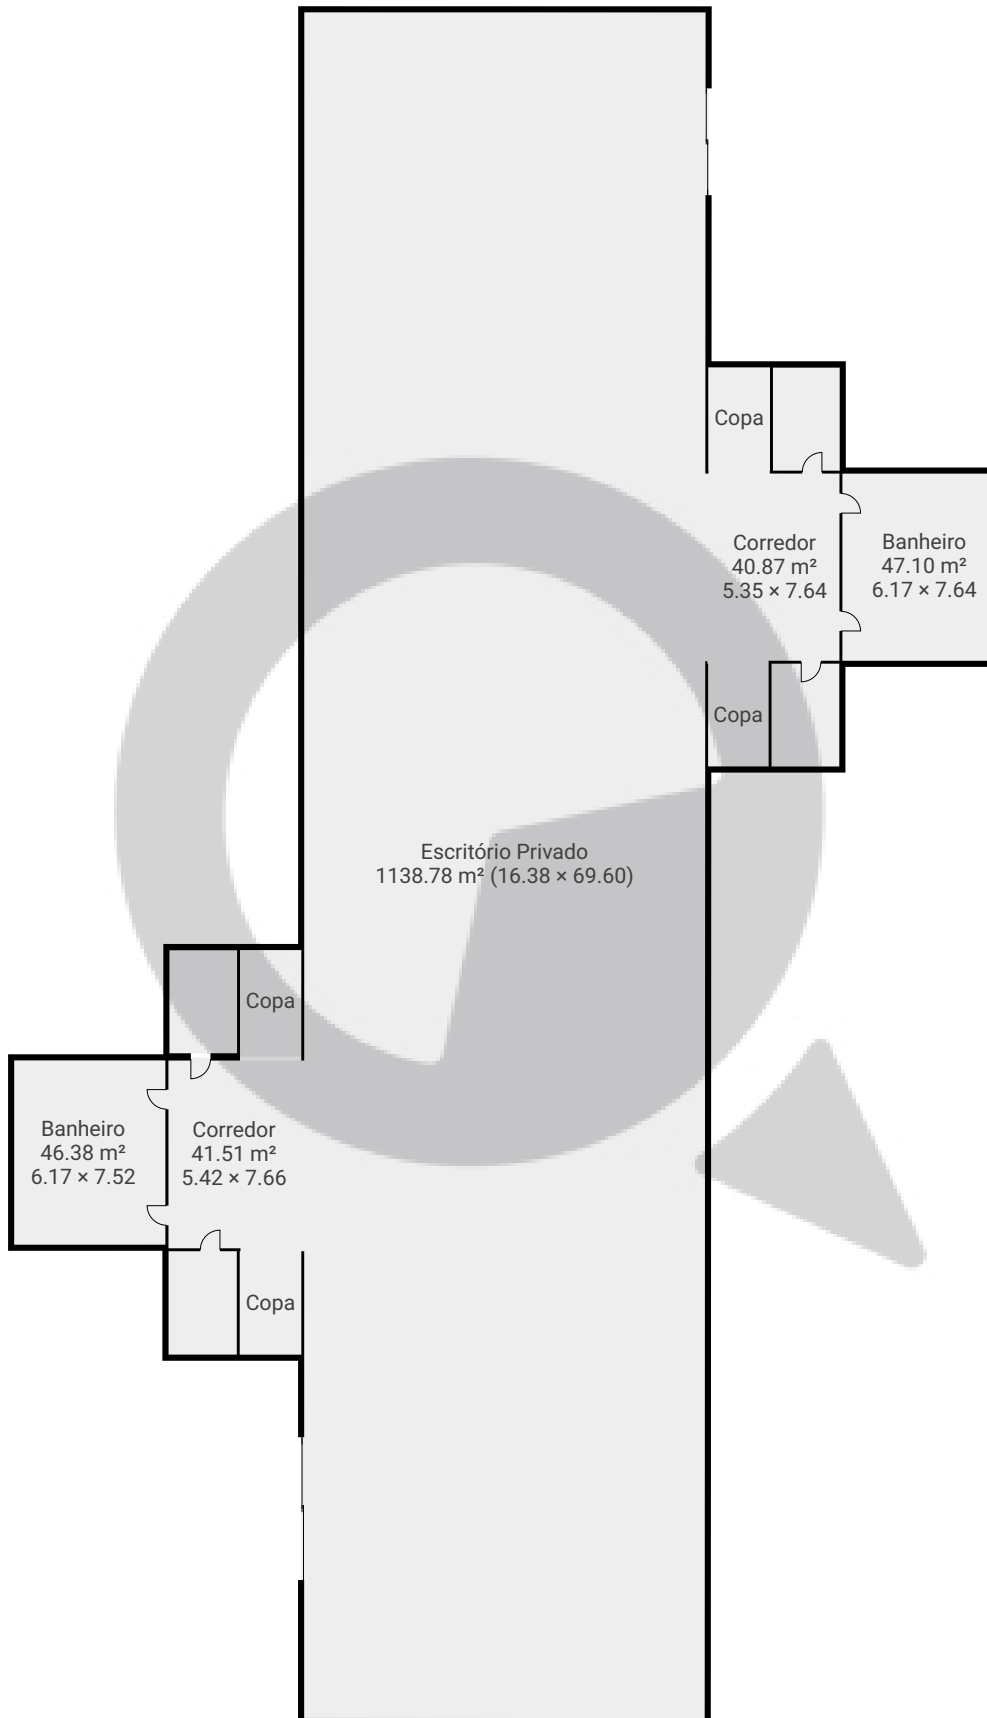 Copa
Corredor
40.87 m²
5.35 × 7.64
Banheiro
47.10 m²
6.17 × 7.64
Copa
Escritório Privado
1138.78 m² (16.38 × 69.60)
Copa
Banheiro
46.38 m²
6.17 × 7.52
Corredor
41.51 m²
5.42 × 7.66
Copa